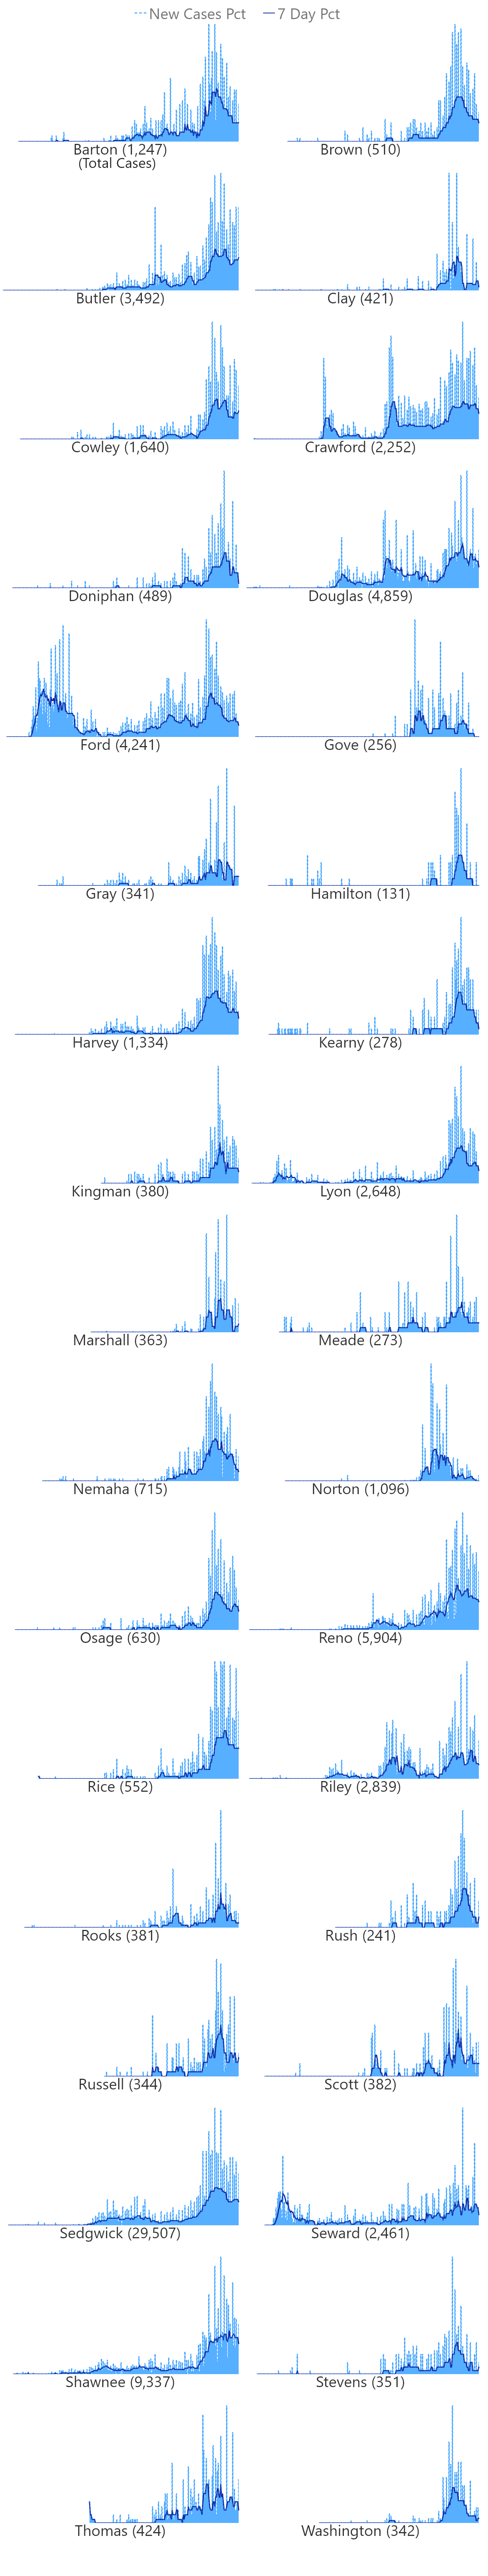 New Cases Pct 7 Day Pct
Barton (1,247)
(Total Cases)
Brown (510)
Butler (3,492)
Clay (421)
Cowley (1,640)
Crawford (2,252)
Doniphan (489)
Douglas (4,859)
Ford (4,241)
Gove (256)
Gray (341)
Hamilton (131)
Harvey (1,334)
Kearny (278)
Kingman (380)
Lyon (2,648)
Marshall (363)
Meade (273)
Nemaha (715)
Norton (1,096)
Osage (630)
Reno (5,904)
Rice (552)
Riley (2,839)
Rooks (381)
Rush (241)
Russell (344)
Scott (382)
Sedgwick (29,507)
Seward (2,461)
Shawnee (9,337)
Stevens (351)
Thomas (424)
Washington (342)